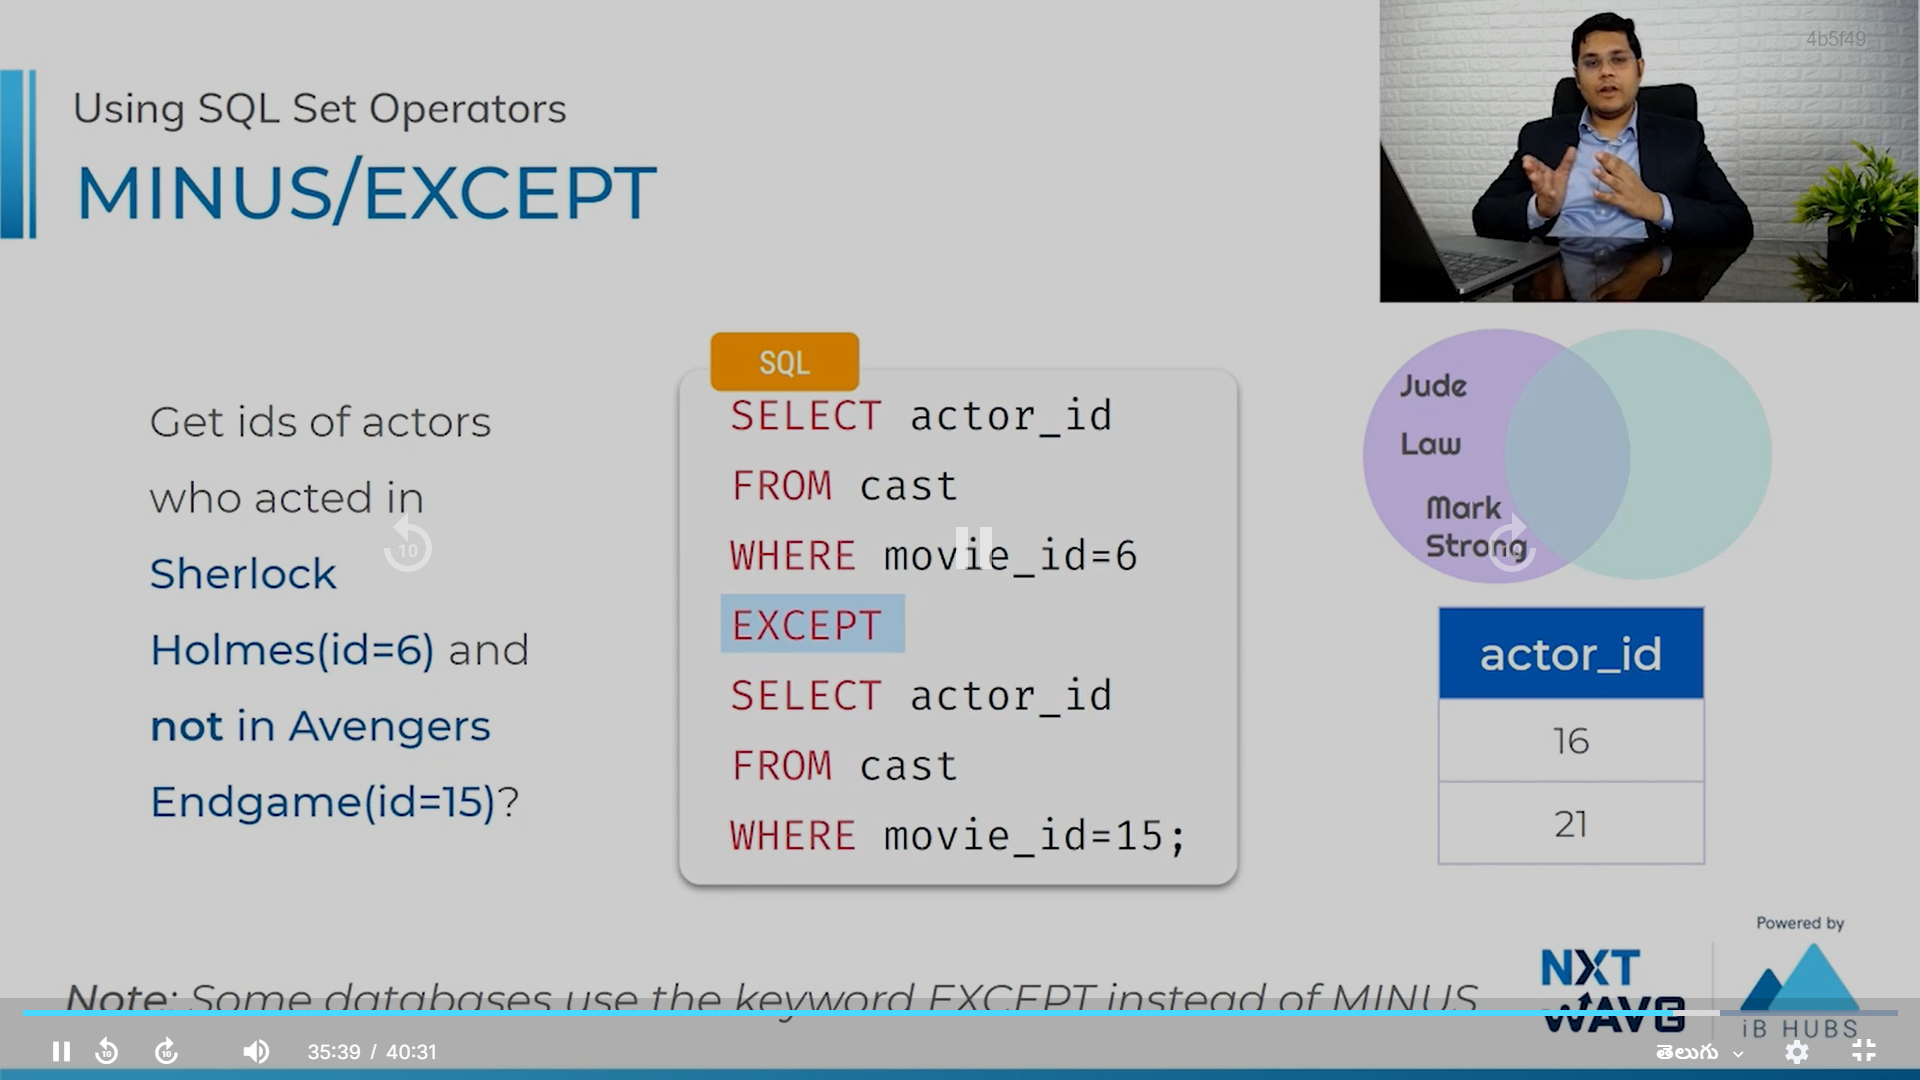 4b5f49
Using SQL Set Operators
MINUS/EXCEPT
Get ids of actors
who acted in
Sherlock
Holmes(id=6) and
not in Avengers
Endgame(id=15)?
SQL
SELECT actor_id
FROM cast
WHERE movie_id=6
EXCEPT
SELECT actor_id
FROM cast
WHERE movie_id=15;
Jude
Law
Mark
Strong
actor_id
16
21
Powered by
NXT
WAVE
iB HUBS
Note: Some databases use the keyword EXCEPT instead of MINUS
10
10
10
35:39 / 40:31
తెలుగు